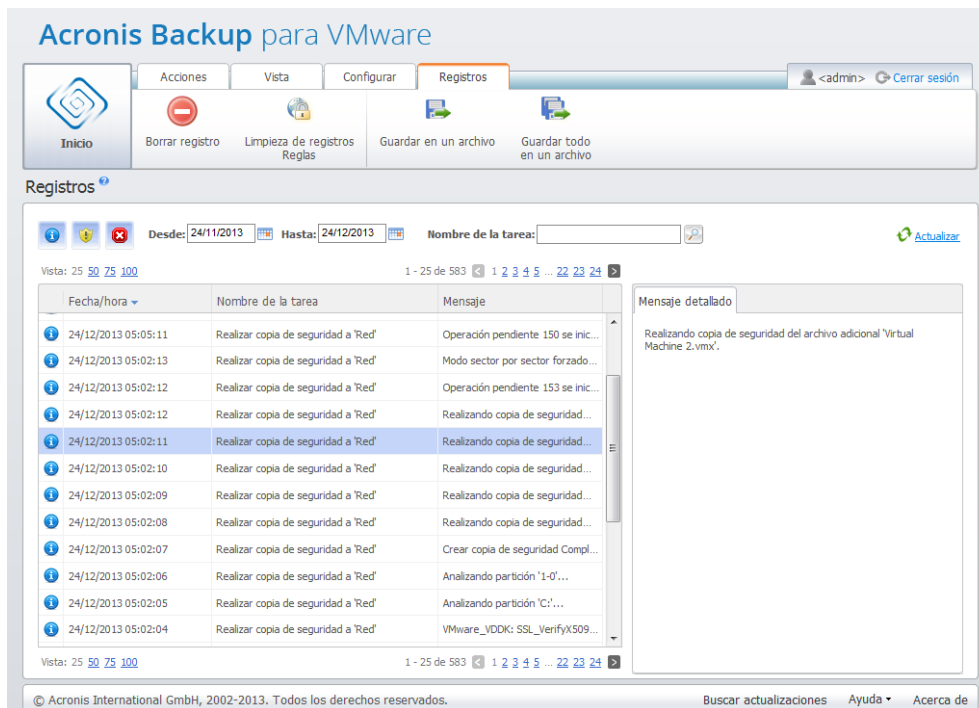 Acronis Backup para VMware
Acciones Vista Configurar Registros
<admin> Cerrar sesión
Inicio
Borrar registro
Limpieza de registros
Reglas
Guardar en un archivo
Guardar todo
en un archivo
Registros
Desde: 24/11/2013 Hasta: 24/12/2013 Nombre de la tarea:
Actualizar
Vista: 25 50 75 100 1 - 25 de 583 1 2 3 4 5 ... 22 23 24
Fecha/hora Nombre de la tarea Mensaje
24/12/2013 05:05:11 Realizar copia de seguridad a 'Red' Operación pendiente 150 se inic...
24/12/2013 05:02:13 Realizar copia de seguridad a 'Red' Modo sector por sector forzado...
24/12/2013 05:02:12 Realizar copia de seguridad a 'Red' Operación pendiente 153 se inic...
24/12/2013 05:02:12 Realizar copia de seguridad a 'Red' Realizando copia de seguridad...
24/12/2013 05:02:11 Realizar copia de seguridad a 'Red' Realizando copia de seguridad...
24/12/2013 05:02:10 Realizar copia de seguridad a 'Red' Realizando copia de seguridad...
24/12/2013 05:02:09 Realizar copia de seguridad a 'Red' Realizando copia de seguridad...
24/12/2013 05:02:08 Realizar copia de seguridad a 'Red' Realizando copia de seguridad...
24/12/2013 05:02:07 Realizar copia de seguridad a 'Red' Crear copia de seguridad Compl...
24/12/2013 05:02:06 Realizar copia de seguridad a 'Red' Analizando partición '1-0'...
24/12/2013 05:02:05 Realizar copia de seguridad a 'Red' Analizando partición 'C:'...
24/12/2013 05:02:04 Realizar copia de seguridad a 'Red' VMware_VDDK: SSL_VerifyX509...
Mensaje detallado
Realizando copia de seguridad del archivo adicional 'Virtual
Machine 2.vmx'.
Vista: 25 50 75 100 1 - 25 de 583 1 2 3 4 5 ... 22 23 24
© Acronis International GmbH, 2002-2013. Todos los derechos reservados. Buscar actualizaciones Ayuda Acerca de